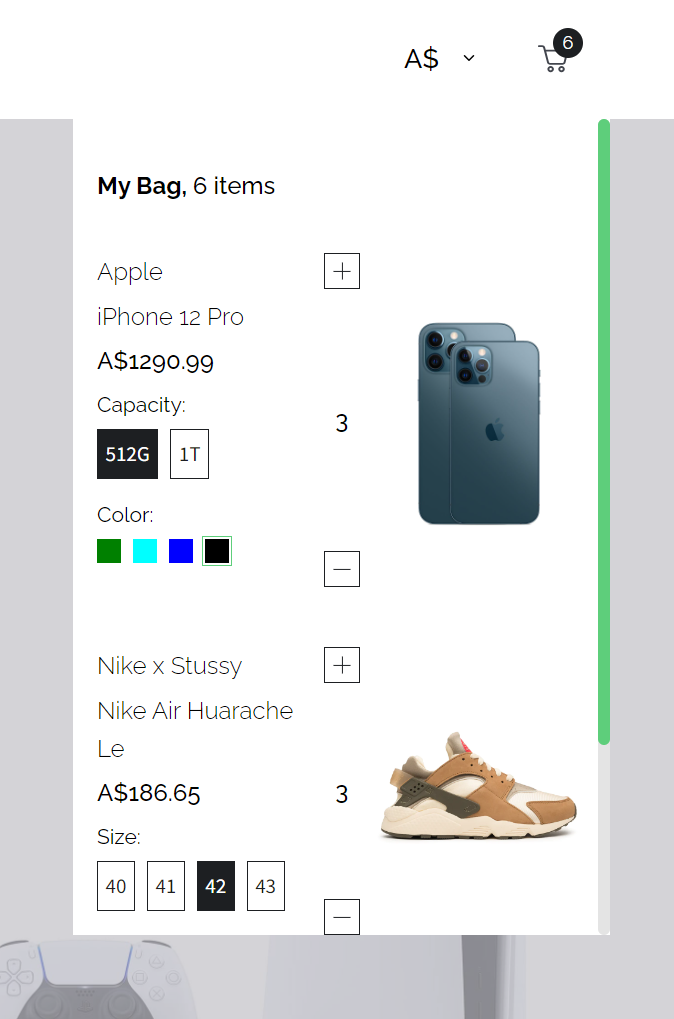 A$
6
My Bag, 6 items
Apple
iPhone 12 Pro
A$1290.99
Capacity:
3
512G 1T
Color:
Nike x Stussy
Nike Air Huarache
Le
A$186.65
3
Size:
40 41 42 43